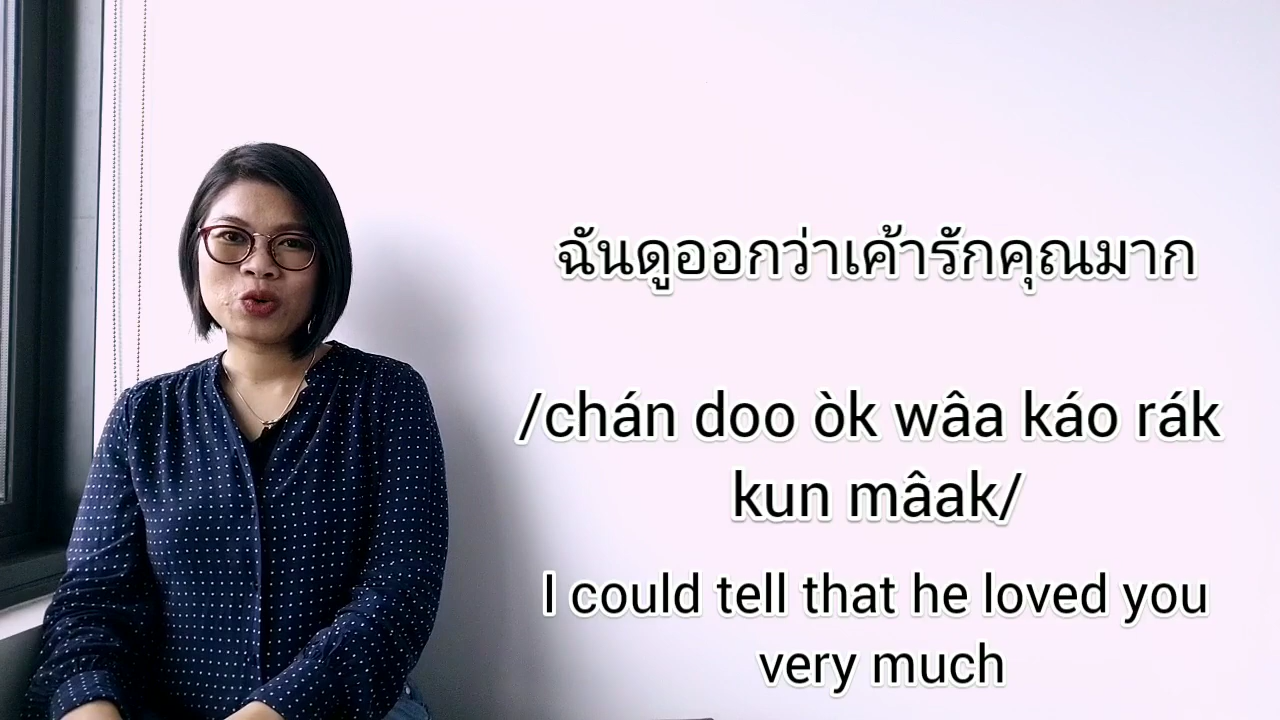 ฉันดูออกว่าเค้ารักคุณมาก
/chán doo òk wâa káo rák
kun mâak/
I could tell that he loved you
very much